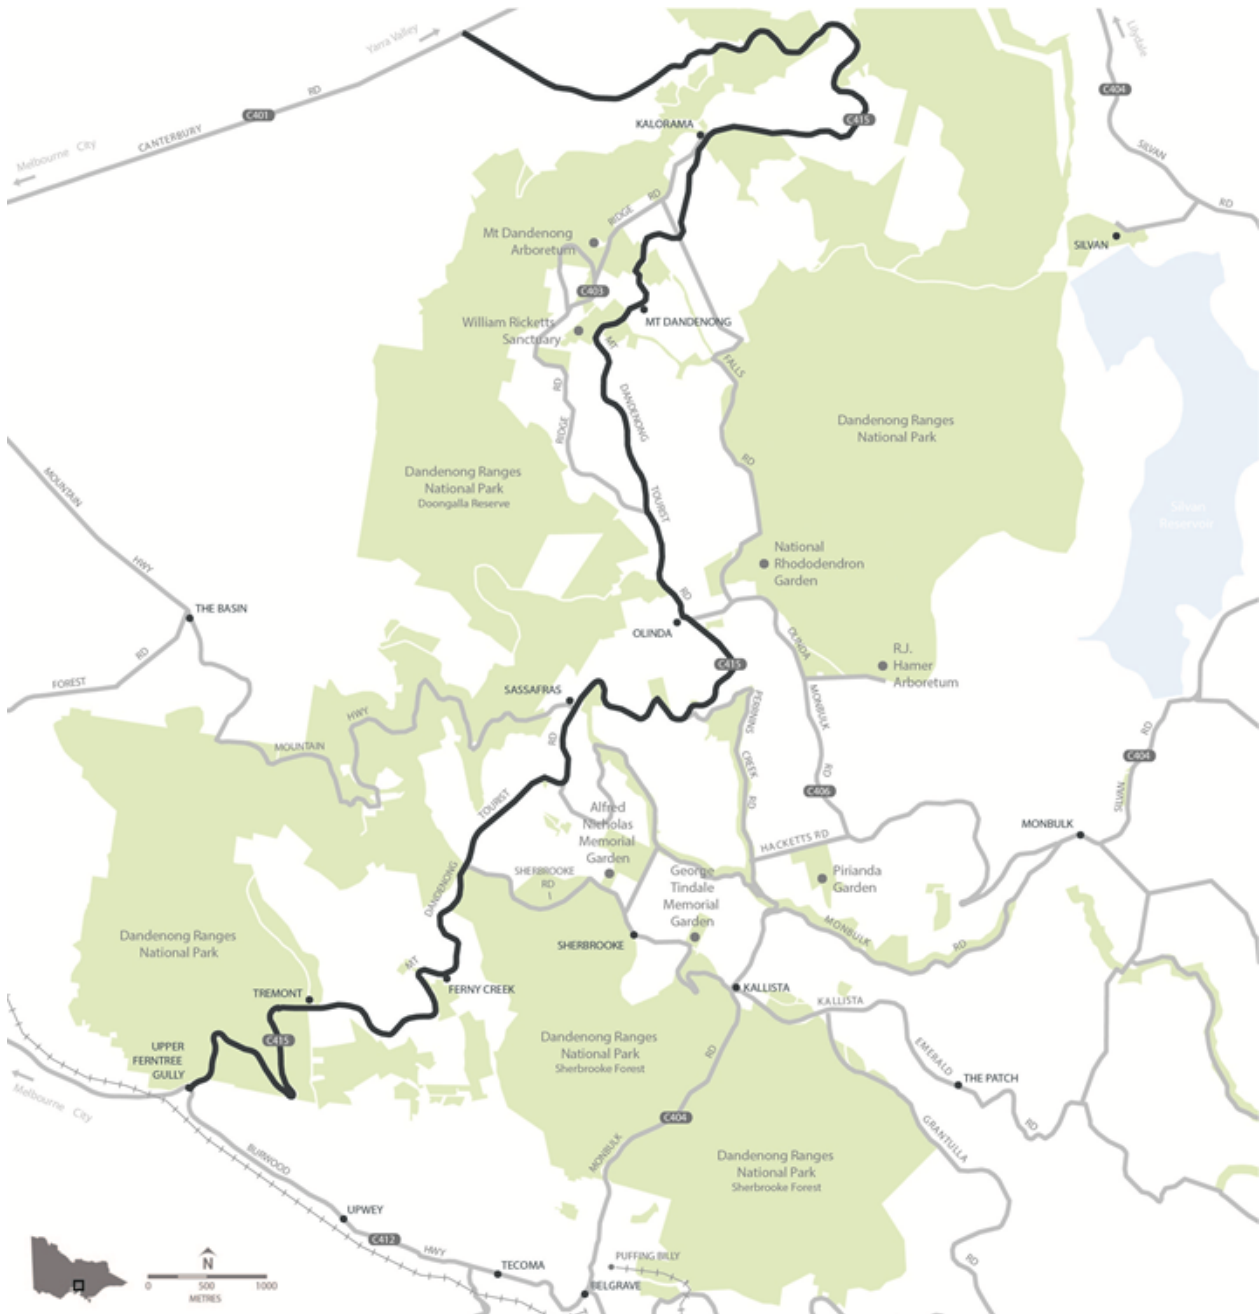 Yarra Valley
Lilydale
C404
RD
C401
CANTERBURY
Melbourne City
C415
KALORAMA
SILVAN
RD
RIDGE RD
Mt Dandenong
Arboretum
SILVAN
C403
William Ricketts
Sanctuary
MT DANDENONG
MT
FALLS
RD
RIDGE
DANDENONG
Dandenong Ranges
National Park
RD
Dandenong Ranges
National Park
Doongalla Reserve
MOUNTAIN
TOURIST
Silvan
Reservoir
HWY
National
Rhododendron
Garden
RD
THE BASIN
OLINDA
OLINDA
RD
FOREST
C415
R.J.
Hamer
Arboretum
SASSAFRAS
HWY
MOUNTAIN
RD
PERRINS
CREEK
RD
MONBULK
RD
C406
RD
C404
SILVAN
TOURIST
Alfred
Nicholas
Memorial
Garden
HACKETTS RD
MONBULK
SHERBROOKE
RD
George
Tindale
Memorial
Garden
Pirianda
Garden
DANDENONG
MONBULK
RD
Dandenong Ranges
National Park
SHERBROOKE
MT
FERNY CREEK
TREMONT
KALLISTA
KALLISTA
C415
UPPER
FERNTREE
GULLY
Dandenong Ranges
National Park
Sherbrooke Forest
RD
EMERALD
THE PATCH
RD
Melbourne City
C404
GRANTULLA
BURWOOD
MONBULK
Dandenong Ranges
National Park
Sherbrooke Forest
UPWEY
C412
HWY
RD
TECOMA
PUFFING BILLY
BELGRAVE
N
0 500 1000
METRES